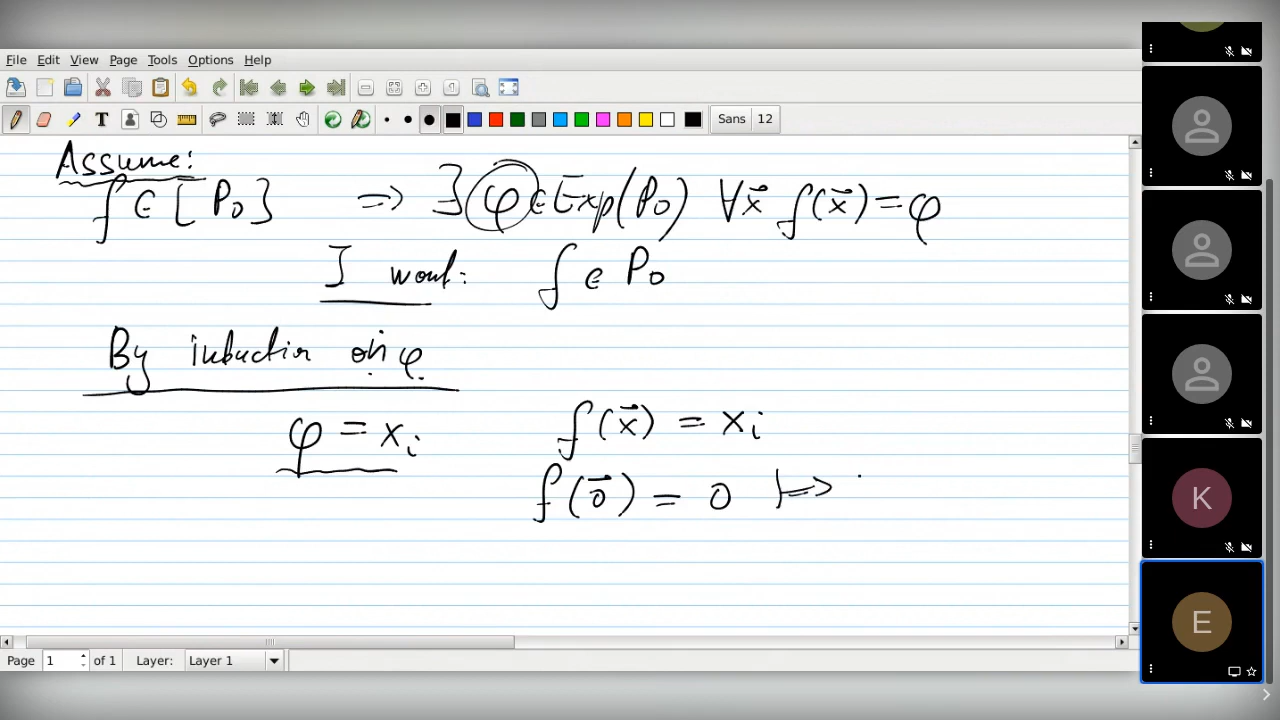 File Edit View Page Tools Options Help
Sans 12
Assume:
f ∈ [P₀] ⇒ ∃ φ ∈ Exp(P₀) ∀x⃗ f(x⃗) = φ
I want: f ∈ P₀
By induction on φ
φ = xᵢ f(x⃗) = xᵢ
f(0⃗) = 0 ⊨>
K
E
Page 1 of 1 Layer: Layer 1